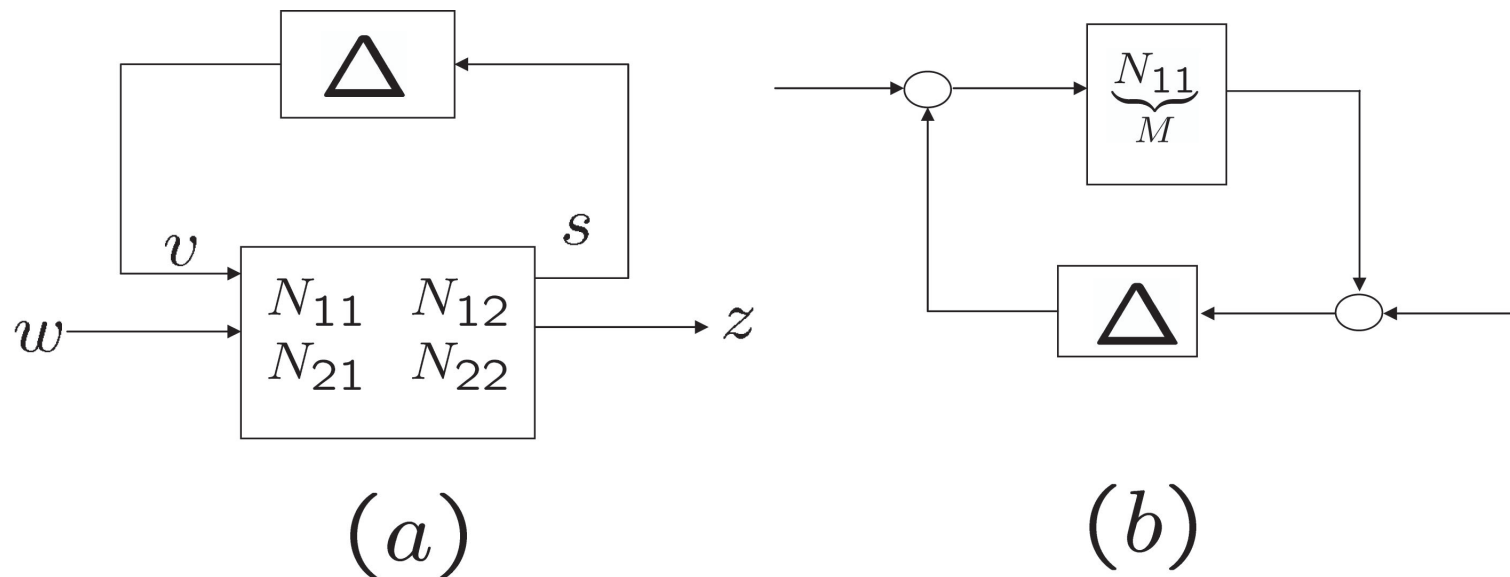 Δ
v
s
w
N₁₁ N₁₂
N₂₁ N₂₂
z
(a)
N₁₁
M
Δ
(b)